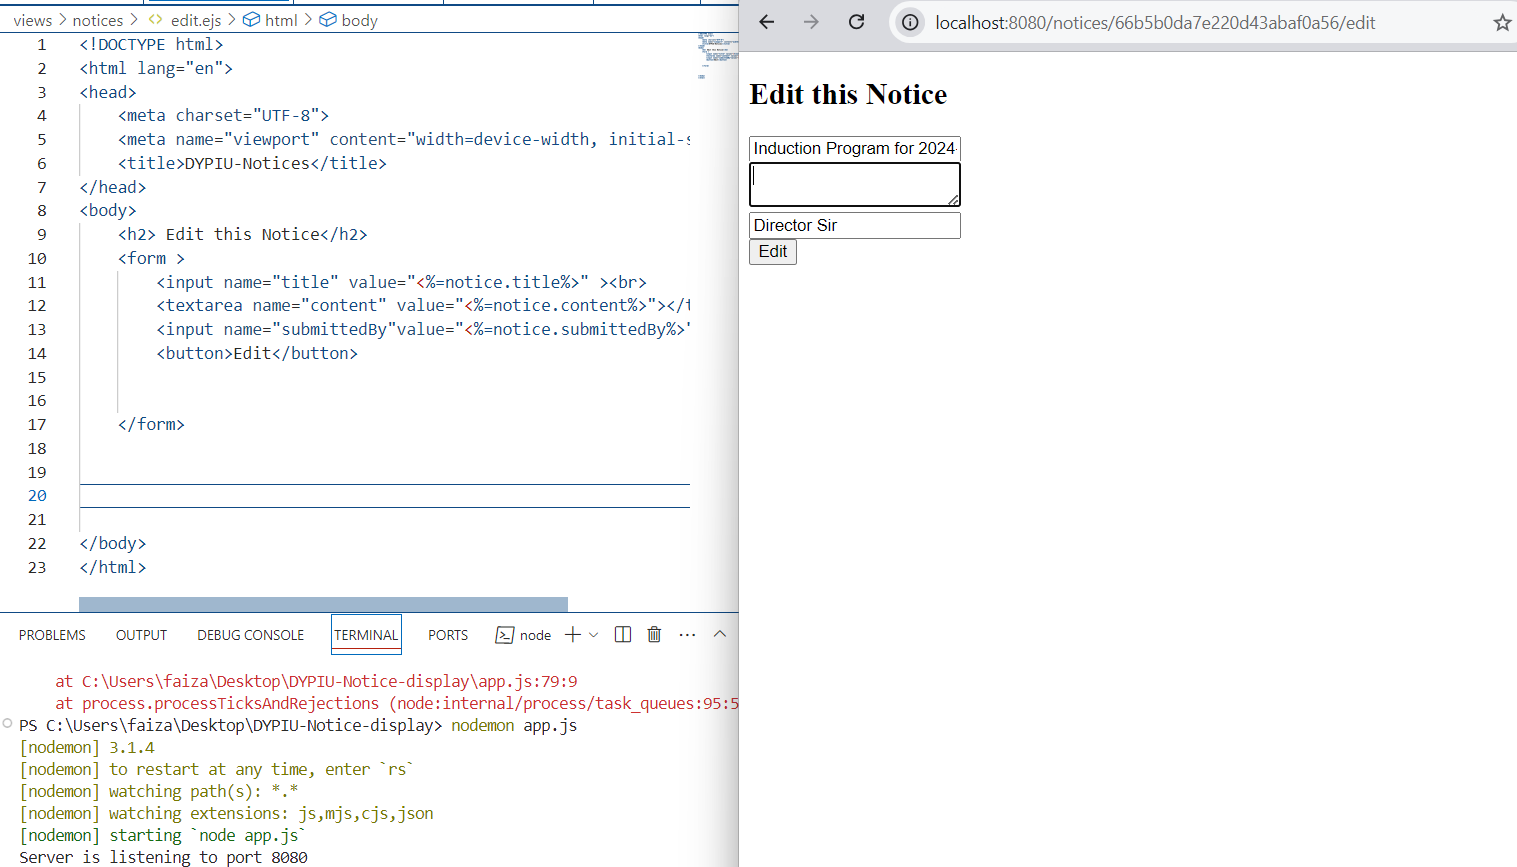 views > notices > <> edit.ejs > html > body
1 <!DOCTYPE html>
2 <html lang="en">
3 <head>
4 <meta charset="UTF-8">
5 <meta name="viewport" content="width=device-width, initial-s
6 <title>DYPIU-Notices</title>
7 </head>
8 <body>
9 <h2> Edit this Notice</h2>
10 <form >
11 <input name="title" value="<%=notice.title%>" ><br>
12 <textarea name="content" value="<%=notice.content%>"></t
13 <input name="submittedBy"value="<%=notice.submittedBy%>"
14 <button>Edit</button>
15
16
17 </form>
18
19
20
21
22 </body>
23 </html>
PROBLEMS OUTPUT DEBUG CONSOLE TERMINAL PORTS node
at C:\Users\faiza\Desktop\DYPIU-Notice-display\app.js:79:9
at process.processTicksAndRejections (node:internal/process/task_queues:95:5
PS C:\Users\faiza\Desktop\DYPIU-Notice-display> nodemon app.js
[nodemon] 3.1.4
[nodemon] to restart at any time, enter `rs`
[nodemon] watching path(s): *.*
[nodemon] watching extensions: js,mjs,cjs,json
[nodemon] starting `node app.js`
Server is listening to port 8080
localhost:8080/notices/66b5b0da7e220d43abaf0a56/edit
Edit this Notice
Induction Program for 2024-
Director Sir
Edit